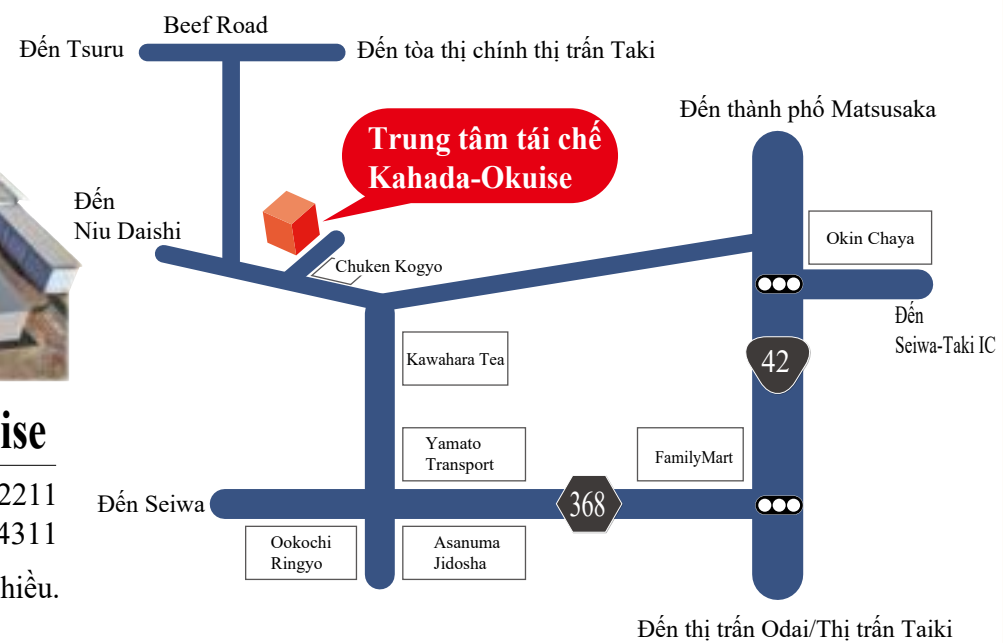 Beef Road
Đến Tsuru
Đến tòa thị chính thị trấn Taki
Đến thành phố Matsusaka
Trung tâm tái chế
Kahada-Okuise
Đến
Niu Daishi
Okin Chaya
Chuken Kogyo
Đến
Seiwa-Taki IC
Kawahara Tea
42
ise
Yamato
Transport
FamilyMart
2211
Đến Seiwa
368
4311
Ookochi
Ringyo
Asanuma
Jidosha
hiều.
Đến thị trấn Odai/Thị trấn Taiki